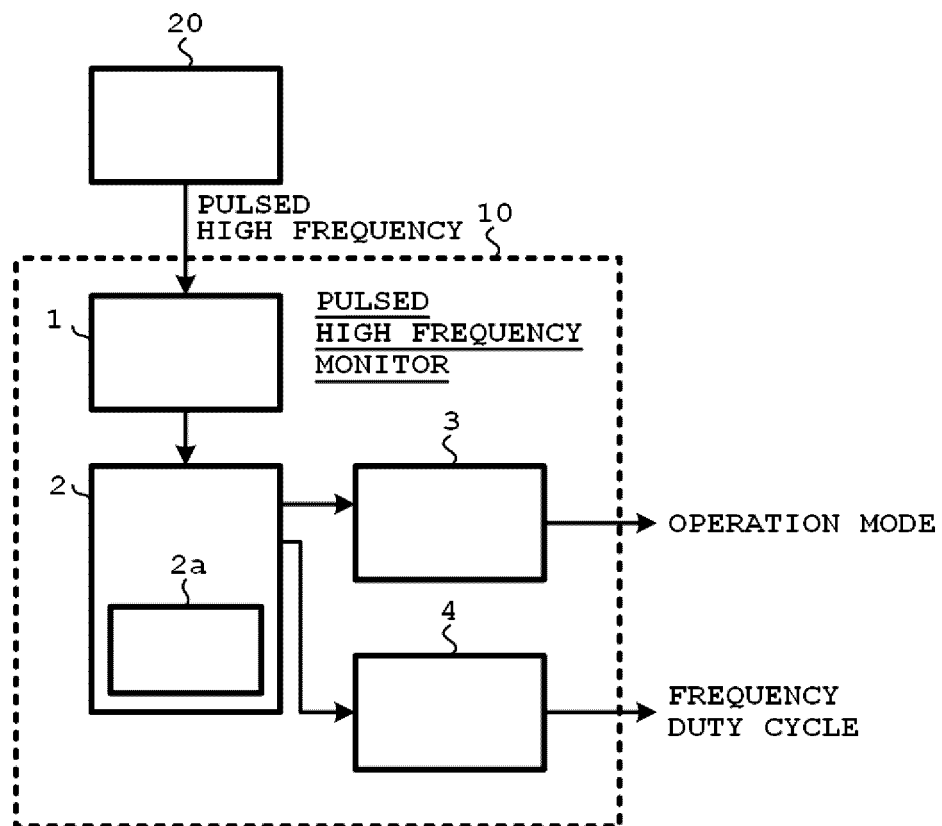 20
PULSED
HIGH FREQUENCY
10
1
PULSED
HIGH FREQUENCY
MONITOR
3
2
OPERATION MODE
2a
4
FREQUENCY
DUTY CYCLE